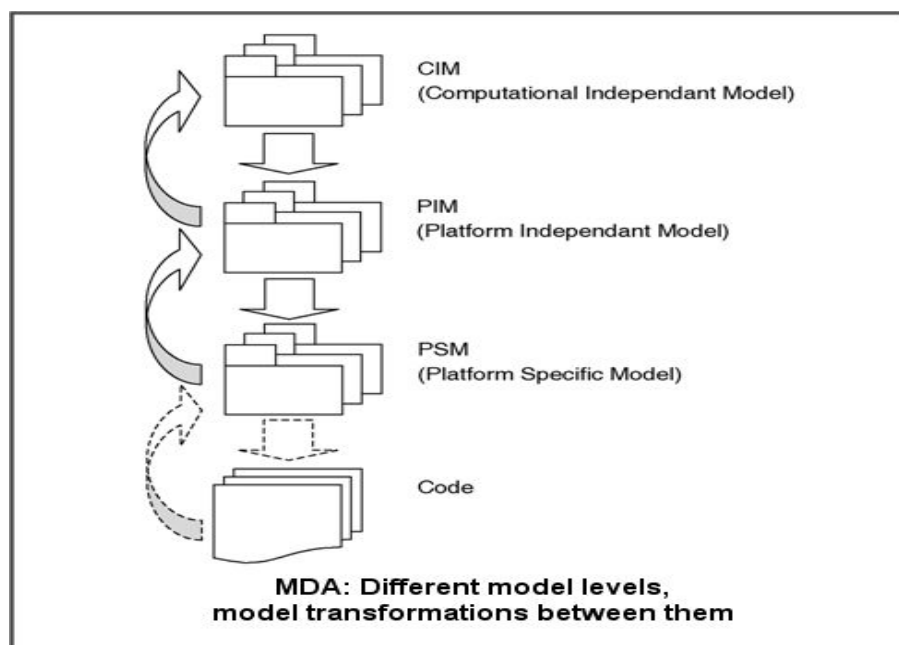 CIM
(Computational Independant Model)
PIM
(Platform Independant Model)
PSM
(Platform Specific Model)
Code
MDA: Different model levels,
model transformations between them